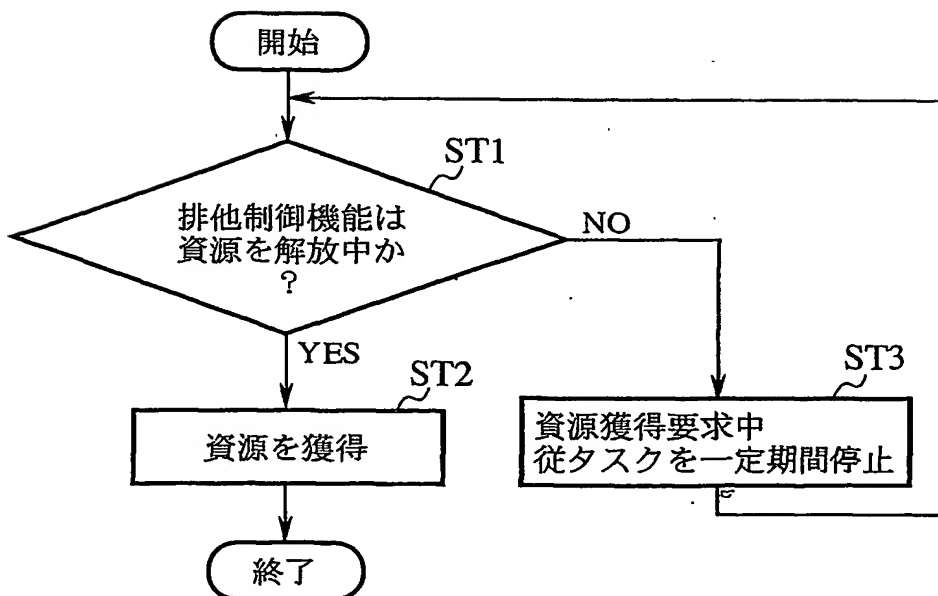 開始
ST1
排他制御機能は
資源を解放中か
?
NO
YES
ST2
資源を獲得
ST3
資源獲得要求中
従タスクを一定期間停止
終了